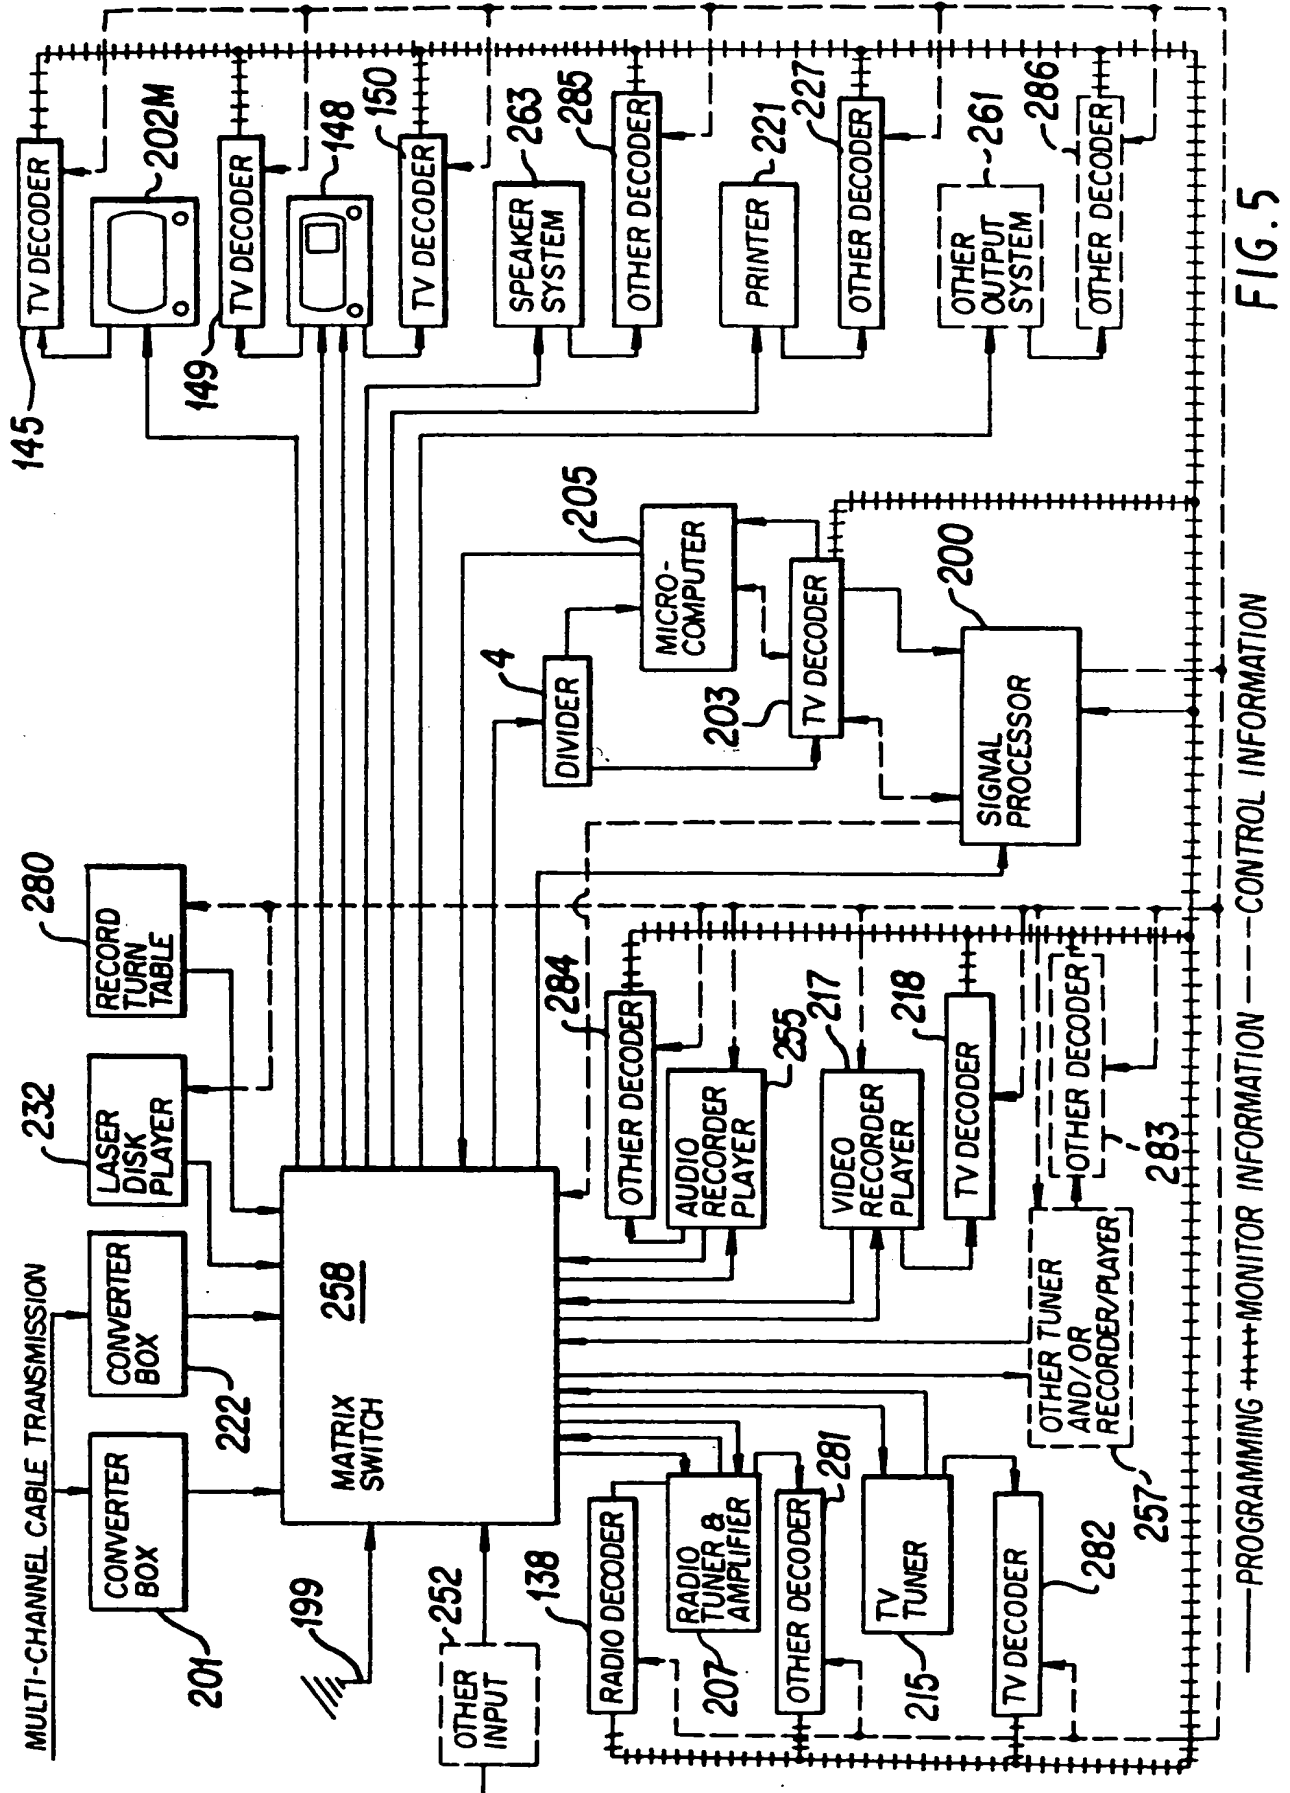 MULTI-CHANNEL CABLE TRANSMISSION
CONVERTER
BOX
201
CONVERTER
BOX
222
LASER
DISK
PLAYER
232
RECORD
TURN
TABLE
280
199
OTHER
INPUT
252
MATRIX
SWITCH
258
DIVIDER
4
MICRO-
COMPUTER
205
TV DECODER
203
SIGNAL
PROCESSOR
200
TV DECODER
145
202M
TV DECODER
149
148
TV DECODER
150
SPEAKER
SYSTEM
263
OTHER DECODER
285
PRINTER
221
OTHER DECODER
227
OTHER
OUTPUT
SYSTEM
261
OTHER DECODER
286
RADIO DECODER
138
RADIO
TUNER &
AMPLIFIER
207
OTHER DECODER
281
TV
TUNER
215
TV DECODER
282
OTHER DECODER
284
AUDIO
RECORDER
PLAYER
255
VIDEO
RECORDER
PLAYER
217
TV DECODER
218
OTHER TUNER
AND/OR
RECORDER/PLAYER
257
OTHER DECODER
283
PROGRAMMING MONITOR INFORMATION CONTROL INFORMATION
FIG. 5